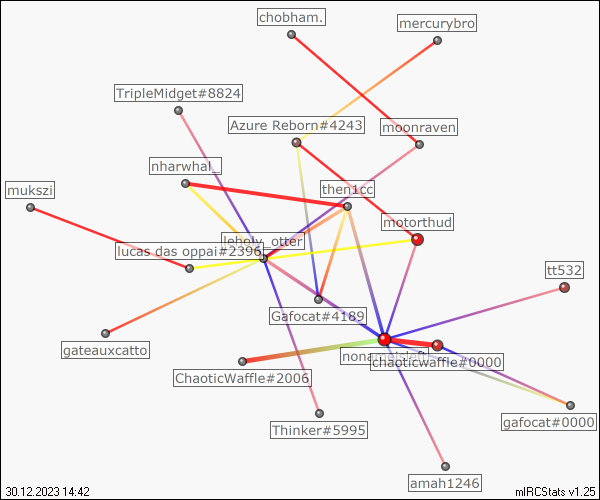 chobham.
mercurybro
TripleMidget#8824
Azure Reborn#4243
moonraven
nharwhal_
then1cc
mukszi
motorthud
leholy_otter
lucas das oppai#2396
tt532
Gafocat#4189
gateauxcatto
chaoticwaffle#0000
ChaoticWaffle#2006
gafocat#0000
Thinker#5995
amah1246
30.12.2023 14:42
mIRCStats v1.25